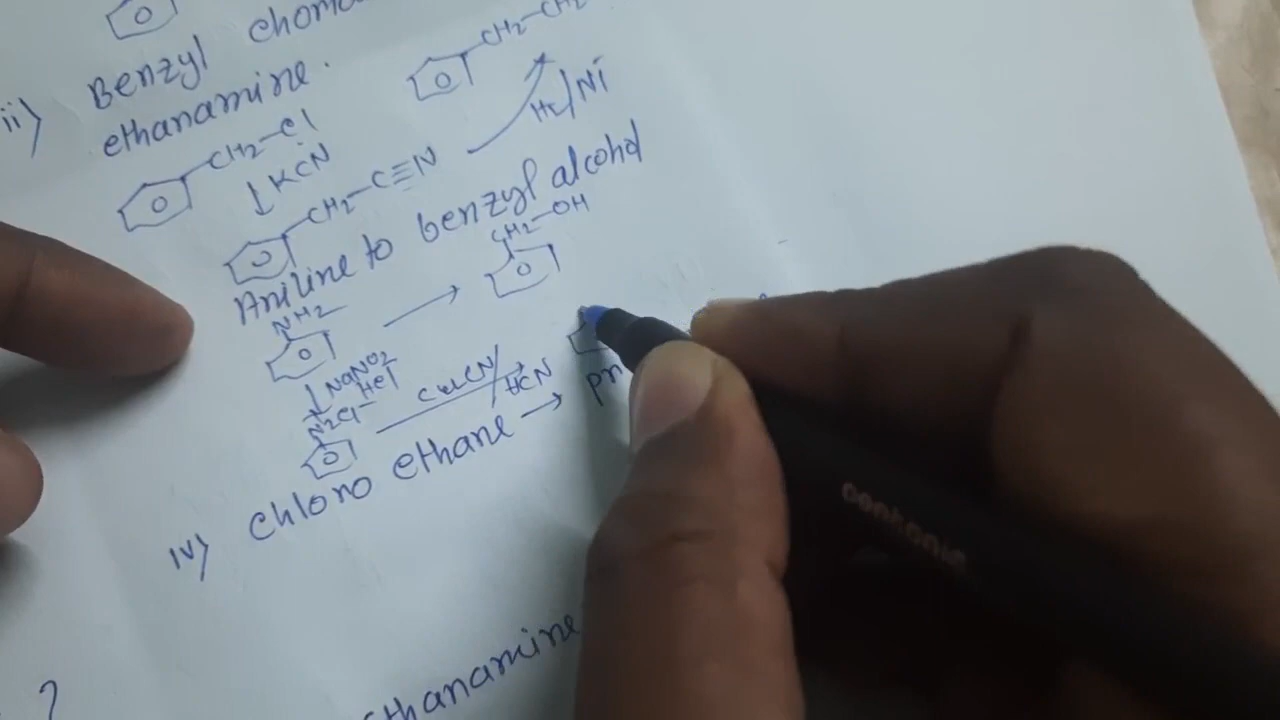 ii) Benzyl
ethanamine.
CH2-CH2
CH2-Cl
↓KCN
H2/Ni
CH2-C≡N
Aniline to benzyl alcohol
CH2-OH
NH2
↓NaNO2
HCl
N2Cl-
CuCN/
HCN
iv) Chloro ethane →
ethanamine
?